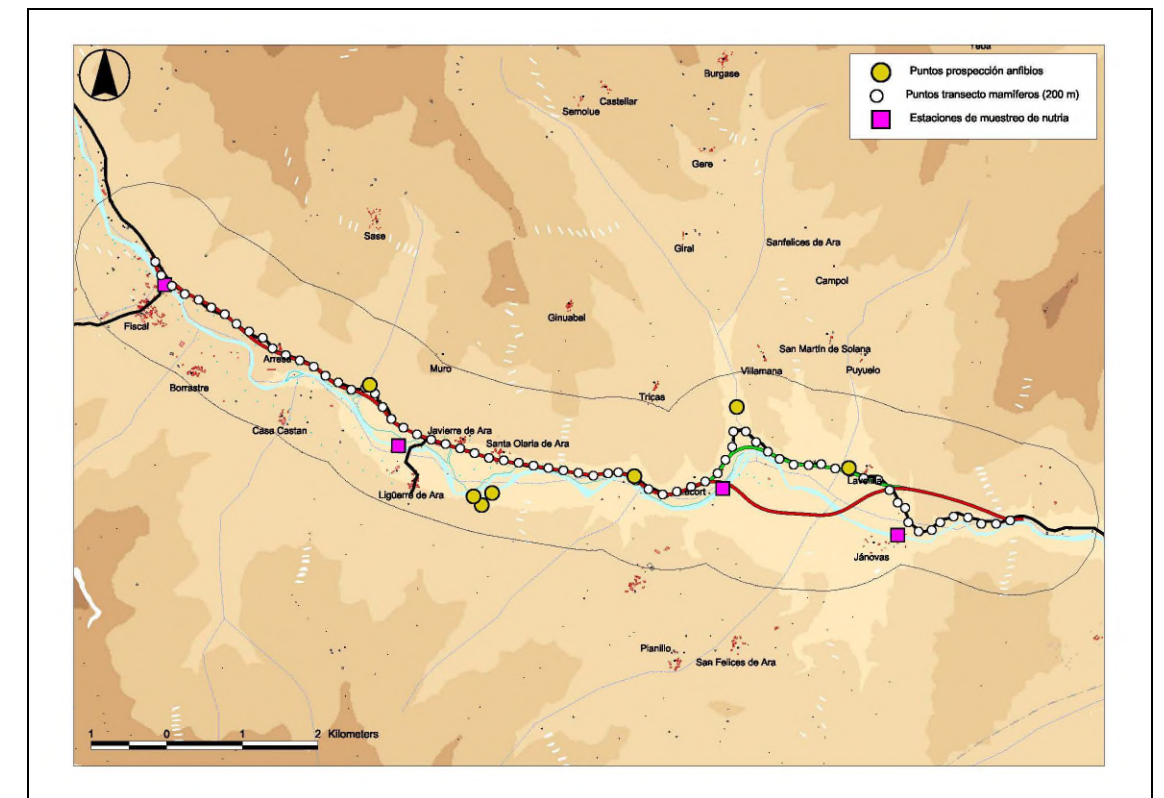 Yeba
Burgase
Puntos prospección anfibios
Castellar
Puntos transecto mamíferos (200 m)
Semolue
Estaciones de muestreo de nutria
Gere
Sase
Giral
Sanfelices de Ara
Campol
Ginuabel
Fiscal
San Martín de Solana
Arresa
Muro
Villamana
Puyuelo
Borrastre
Tricas
Casa Castan
Javierre de Ara
Santa Olaria de Ara
Ligüerre de Ara
Lavelilla
Jánovas
Planillo
San Felices de Ara
1 0 1 2 Kilometers